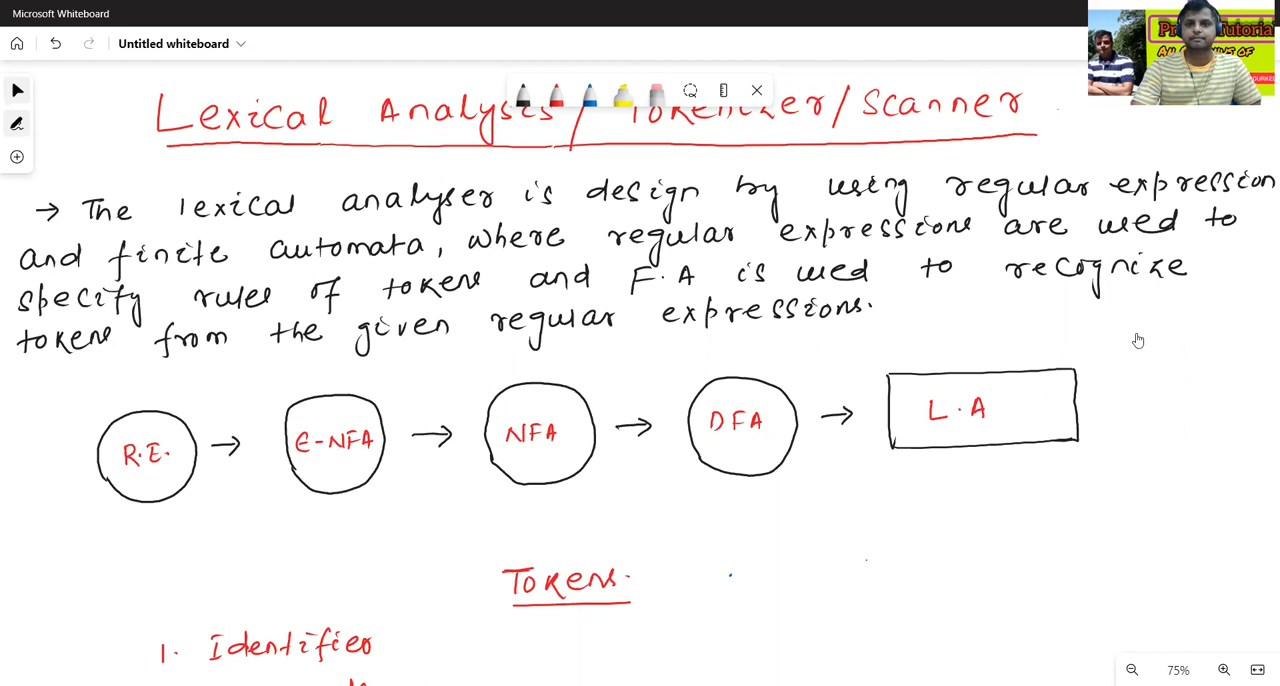 Microsoft Whiteboard
Untitled whiteboard
Lexical Analysis / Tokenizer / Scanner
→ The lexical analyser is design by using regular expression
and finite automata, where regular expressions are used to
specify rules of tokens and F.A is used to recognize
tokens from the given regular expressions.
R.E. → ∈-NFA → NFA → DFA → L.A
Tokens.
1. Identifier
75%